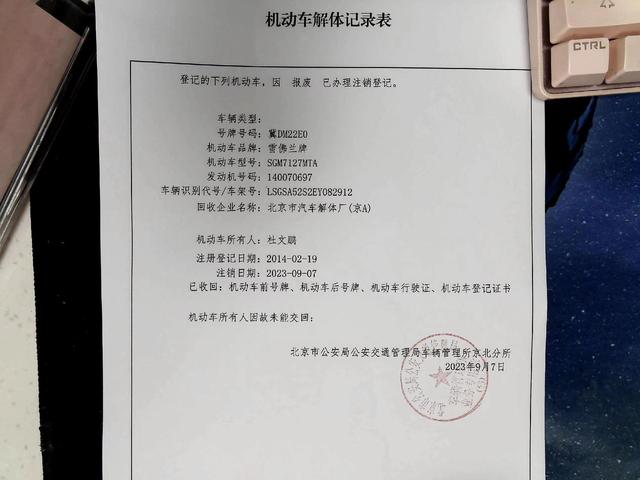 机动车解体记录表
CTRL
登记的下列机动车，因 报废 已办理注销登记。
车辆类型：
号牌号码：冀DM22E0
机动车品牌：雪佛兰牌
机动车型号：SGM7127MTA
发动机号码：140070697
车辆识别代号/车架号：LSGSA52S2EY082912
回收企业名称：北京市汽车解体厂(京A)
机动车所有人：杜文鹏
注册登记日期：2014-02-19
注销日期：2023-09-07
已收回：机动车前号牌、机动车后号牌、机动车行驶证、机动车登记证书
机动车所有人因故未能交回：
北京市公安局公安交通管理局车辆管理所京北分所
2023年9月7日